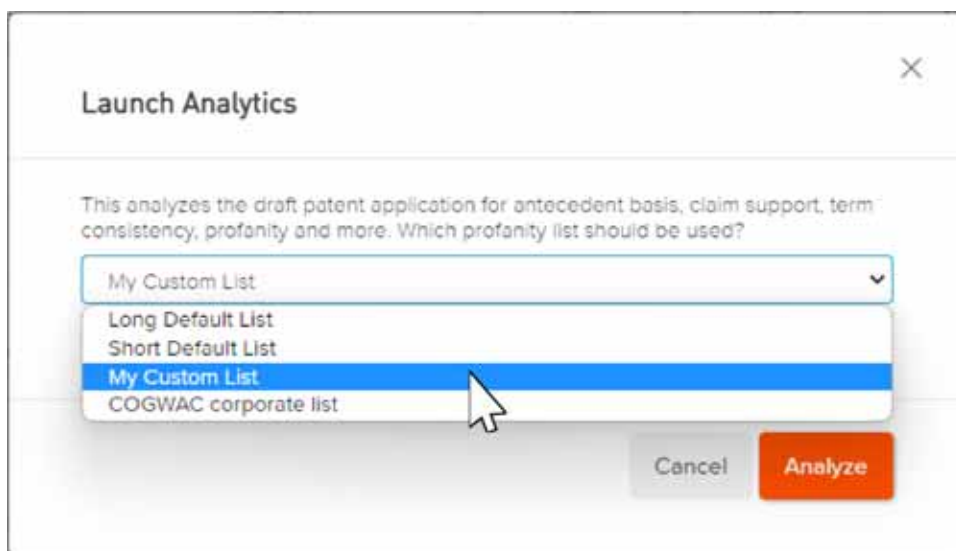 Launch Analytics
This analyzes the draft patent application for antecedent basis, claim support, term
consistency, profanity and more. Which profanity list should be used?
My Custom List
Long Default List
Short Default List
My Custom List
COGWAC corporate list
Cancel
Analyze